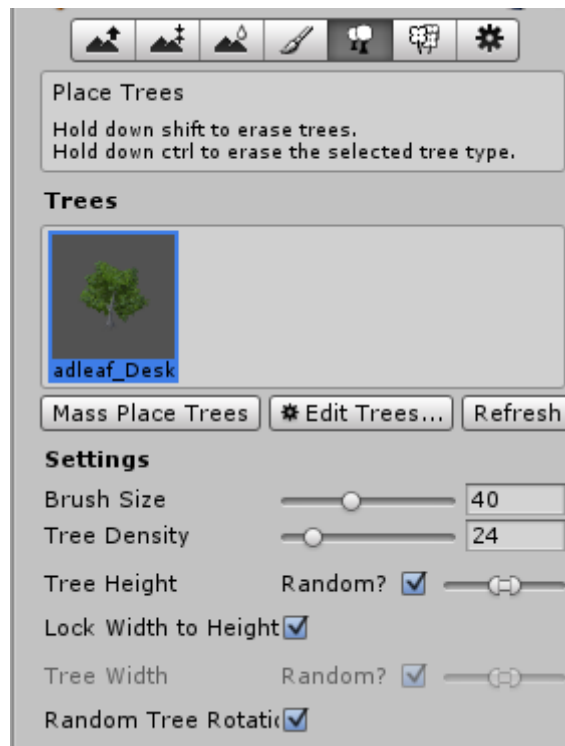 Place Trees
Hold down shift to erase trees.
Hold down ctrl to erase the selected tree type.
Trees
adleaf_Desk
Mass Place Trees Edit Trees... Refresh
Settings
Brush Size 40
Tree Density 24
Tree Height Random?
Lock Width to Height
Tree Width Random?
Random Tree Rotatic